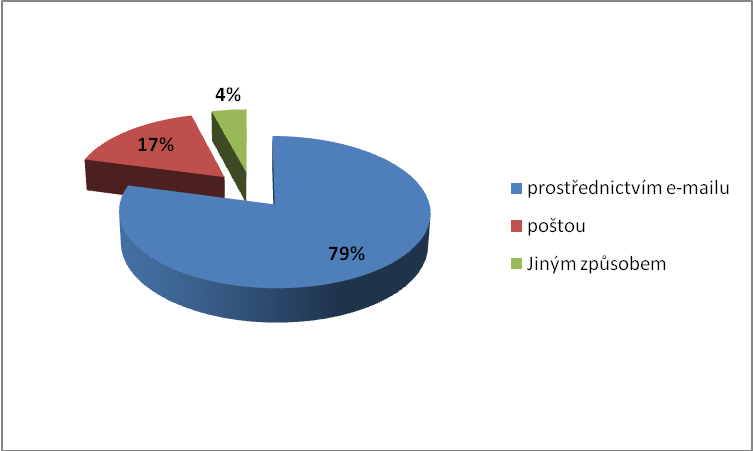 4%
17%
79%
prostřednictvím e-mailu
poštou
Jiným způsobem